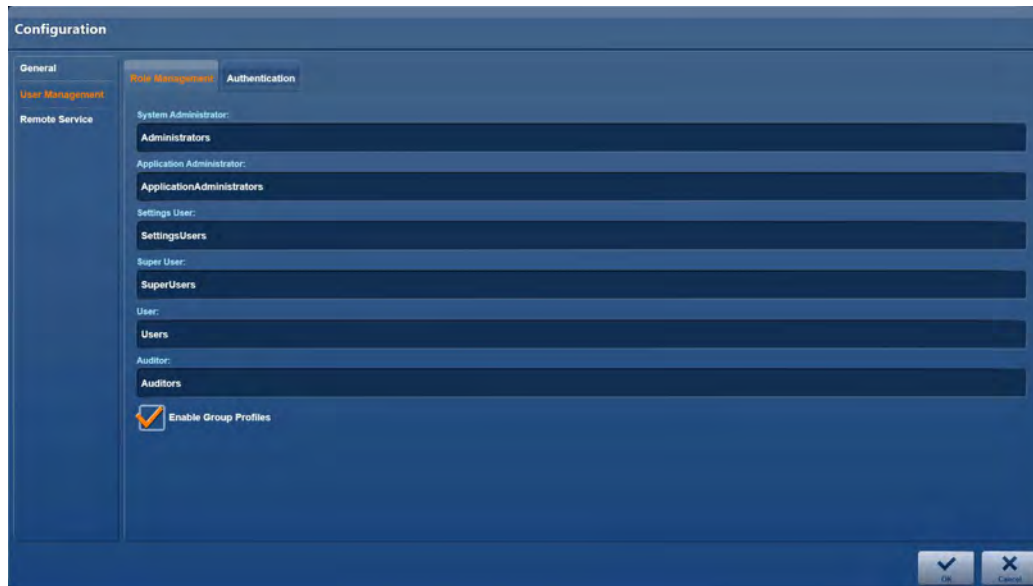 Configuration
General
User Management
Remote Service
Role Management
Authentication
System Administrator:
Administrators
Application Administrator:
ApplicationAdministrators
Settings User:
SettingsUsers
Super User:
SuperUsers
User:
Users
Auditor:
Auditors
Enable Group Profiles
OK
Cancel